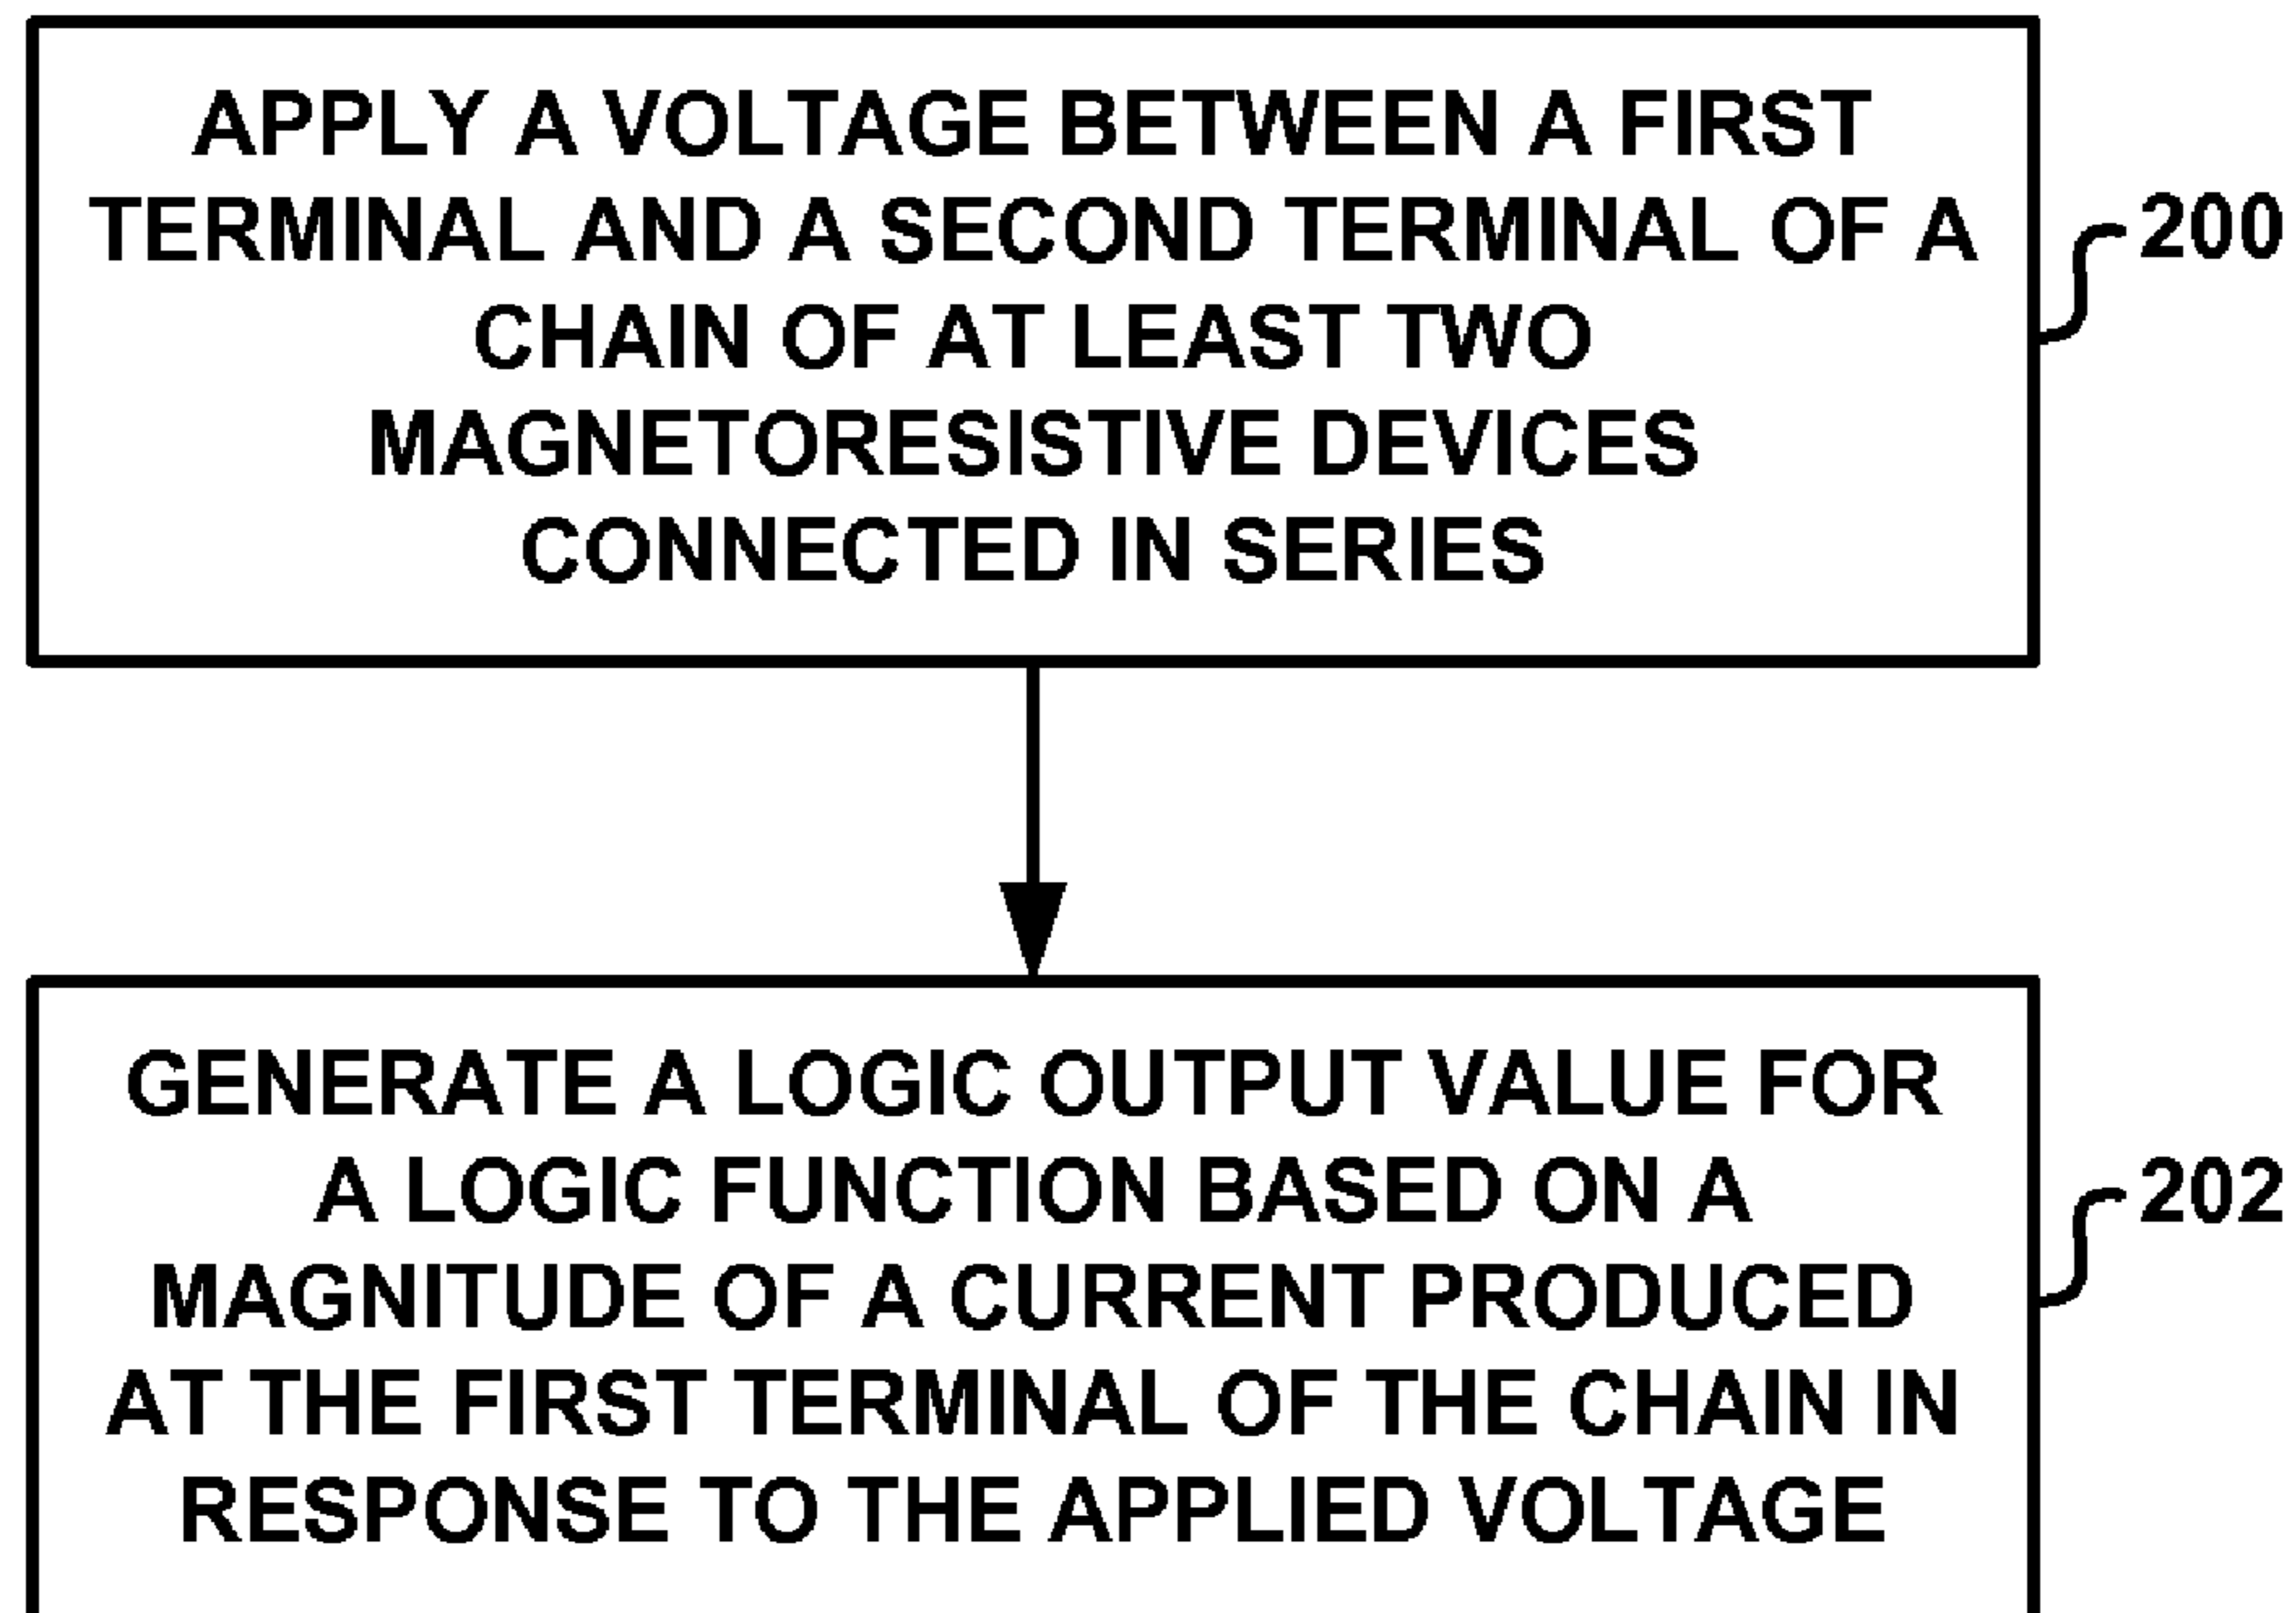 APPLY A VOLTAGE BETWEEN A FIRST
TERMINAL AND A SECOND TERMINAL OF A
CHAIN OF AT LEAST TWO
MAGNETORESISTIVE DEVICES
CONNECTED IN SERIES
200
GENERATE A LOGIC OUTPUT VALUE FOR
A LOGIC FUNCTION BASED ON A
MAGNITUDE OF A CURRENT PRODUCED
AT THE FIRST TERMINAL OF THE CHAIN IN
RESPONSE TO THE APPLIED VOLTAGE
202